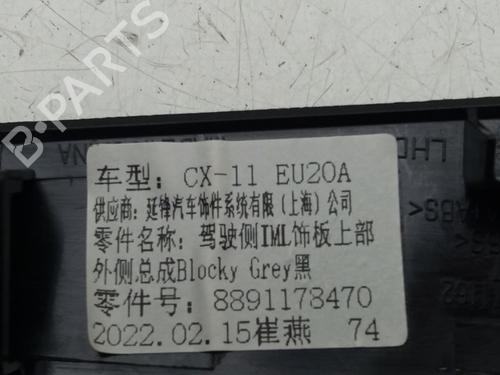 B-PARTS
车型：CX-11 EU20A
供应商：延锋汽车饰件系统有限（上海）公司
零件名称：驾驶侧IML饰板上部
外侧总成Blocky Grey黑
零件号：8891178470
2022.02.15崔燕 74
LHD
ABS<